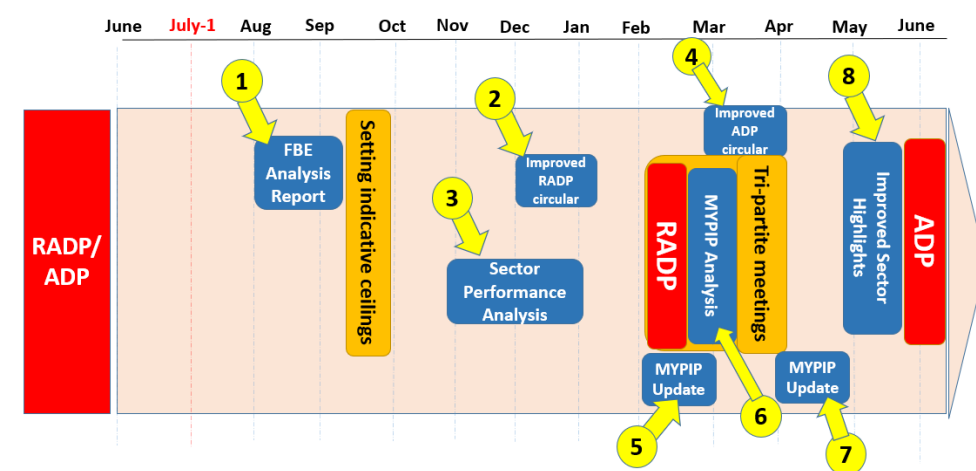 June July-1 Aug Sep Oct Nov Dec Jan Feb Mar Apr May June
1
2
3
4
8
FBE
Analysis
Report
Setting indicative ceilings
Improved
RADP
circular
Improved
ADP
circular
Sector
Performance
Analysis
RADP/
ADP
RADP
MYPIP Analysis
Tri-partite meetings
Improved Sector
Highlights
ADP
MYPIP
Update
MYPIP
Update
5
6
7